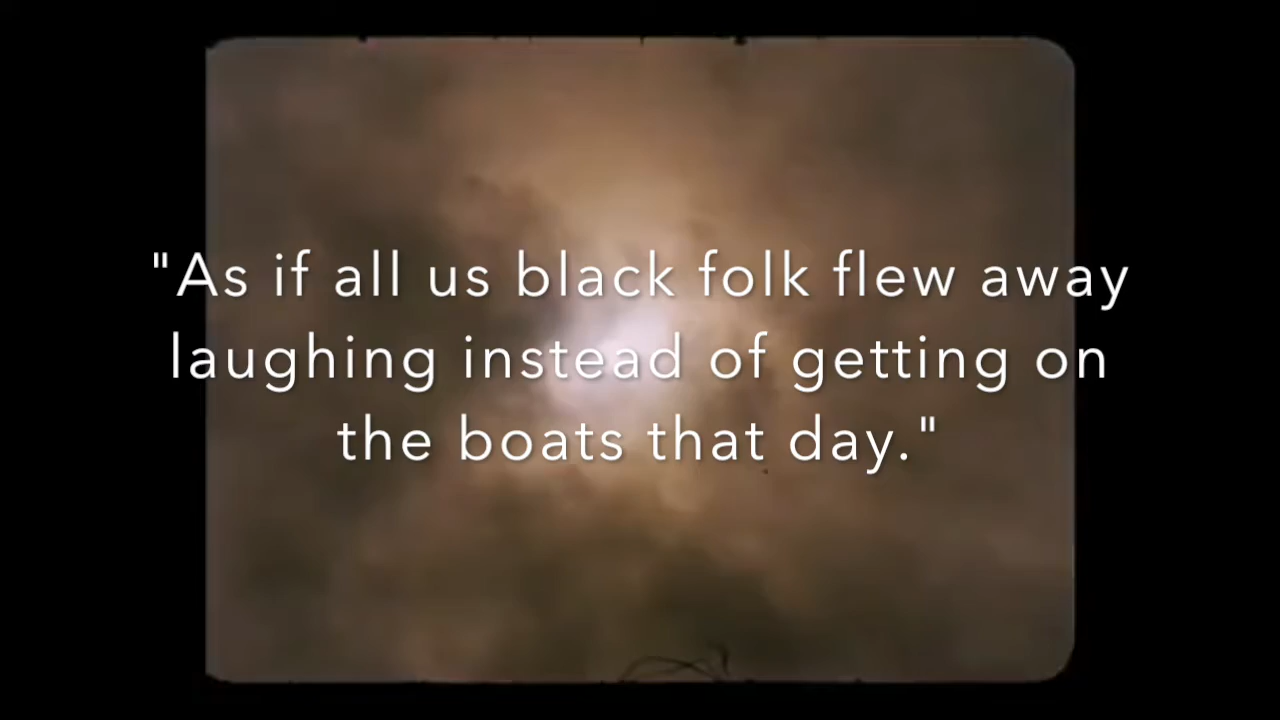 "As if all us black folk flew away
laughing instead of getting on
the boats that day."